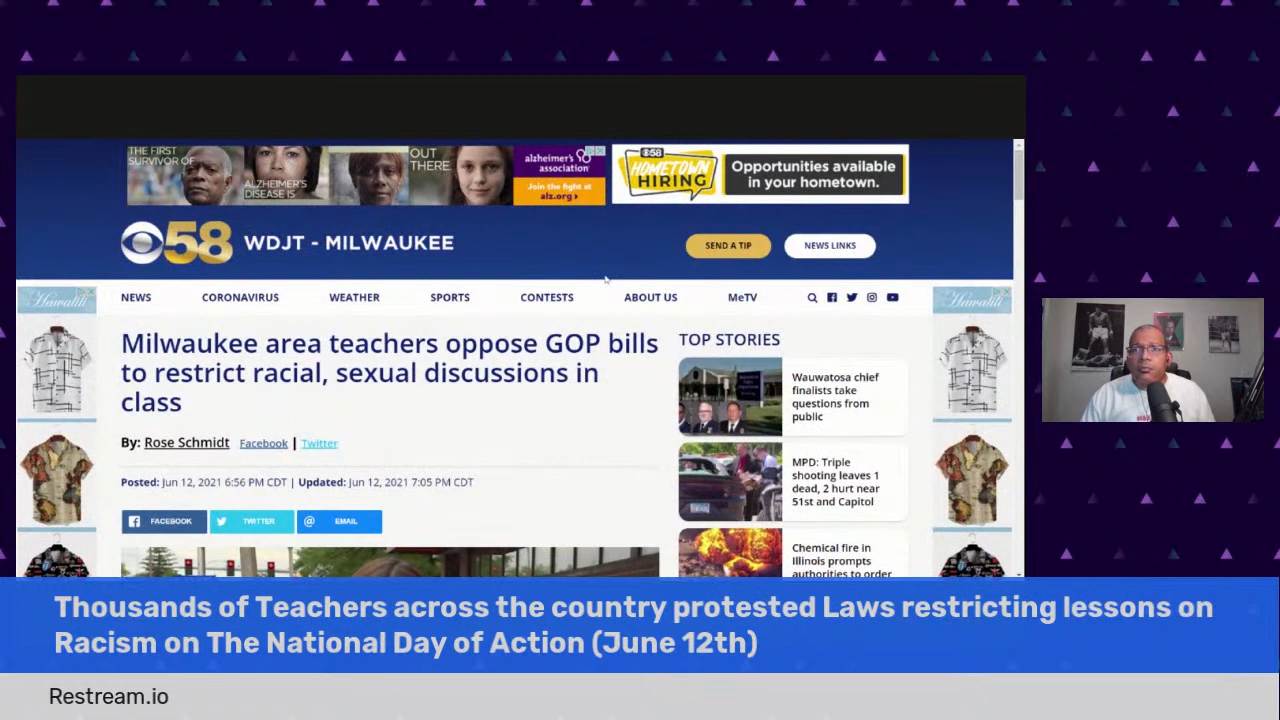 THE FIRST
SURVIVOR OF
ALZHEIMER'S
DISEASE IS
OUT
THERE.
alzheimer's
association
Join the fight at
alz.org
58
HOMETOWN
HIRING
Opportunities available
in your hometown.
58 WDJT - MILWAUKEE
SEND A TIP
NEWS LINKS
Hawalili
NEWS CORONAVIRUS WEATHER SPORTS CONTESTS ABOUT US MeTV
Hawalili
Milwaukee area teachers oppose GOP bills
to restrict racial, sexual discussions in
class
By: Rose Schmidt Facebook | Twitter
Posted: Jun 12, 2021 6:56 PM CDT | Updated: Jun 12, 2021 7:05 PM CDT
FACEBOOK
TWITTER
@ EMAIL
TOP STORIES
Wauwatosa chief
finalists take
questions from
public
MPD: Triple
shooting leaves 1
dead, 2 hurt near
51st and Capitol
Chemical fire in
Illinois prompts
authorities to order
Thousands of Teachers across the country protested Laws restricting lessons on
Racism on The National Day of Action (June 12th)
Restream.io